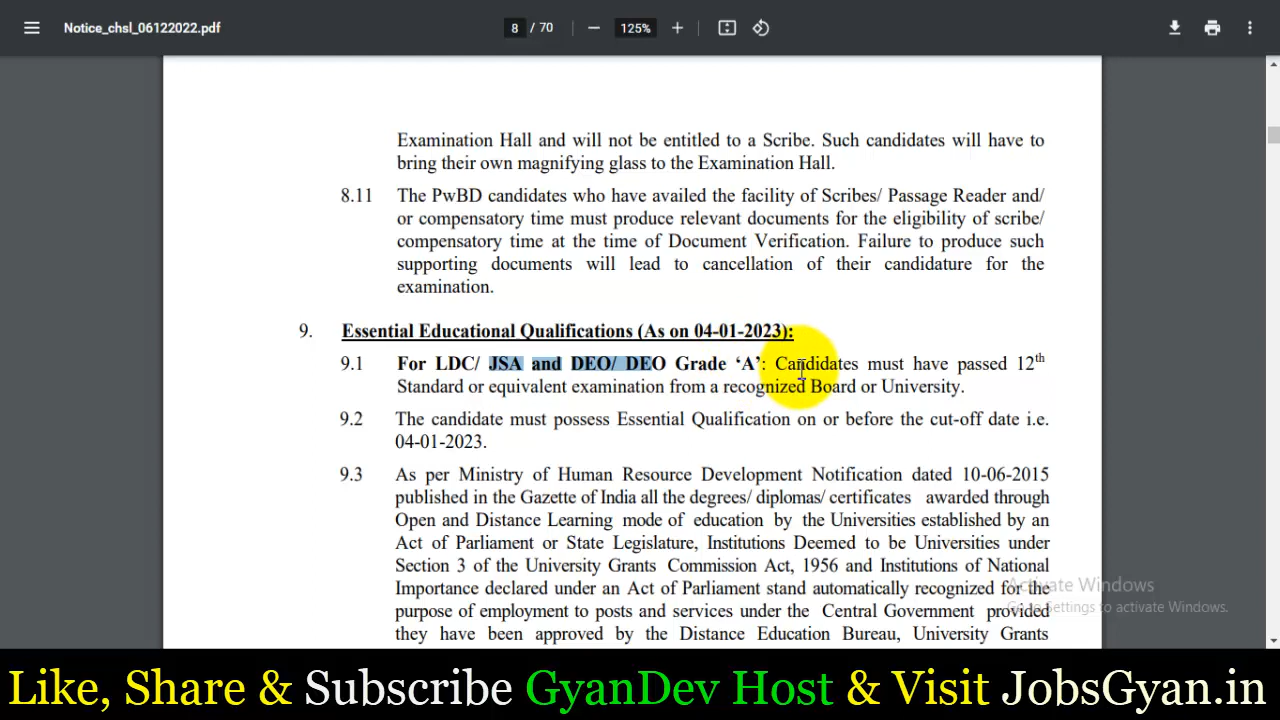 Notice_chsl_06122022.pdf
8 / 70
125%
Examination Hall and will not be entitled to a Scribe. Such candidates will have to
bring their own magnifying glass to the Examination Hall.
8.11 The PwBD candidates who have availed the facility of Scribes/ Passage Reader and/
or compensatory time must produce relevant documents for the eligibility of scribe/
compensatory time at the time of Document Verification. Failure to produce such
supporting documents will lead to cancellation of their candidature for the
examination.
9. Essential Educational Qualifications (As on 04-01-2023):
9.1 For LDC/ JSA and DEO/ DEO Grade ‘A’: Candidates must have passed 12th
Standard or equivalent examination from a recognized Board or University.
9.2 The candidate must possess Essential Qualification on or before the cut-off date i.e.
04-01-2023.
9.3 As per Ministry of Human Resource Development Notification dated 10-06-2015
published in the Gazette of India all the degrees/ diplomas/ certificates awarded through
Open and Distance Learning mode of education by the Universities established by an
Act of Parliament or State Legislature, Institutions Deemed to be Universities under
Section 3 of the University Grants Commission Act, 1956 and Institutions of National
Importance declared under an Act of Parliament stand automatically recognized for the
purpose of employment to posts and services under the Central Government provided
they have been approved by the Distance Education Bureau, University Grants
Activate Windows
Go to Settings to activate Windows.
Like, Share & Subscribe GyanDev Host & Visit JobsGyan.in